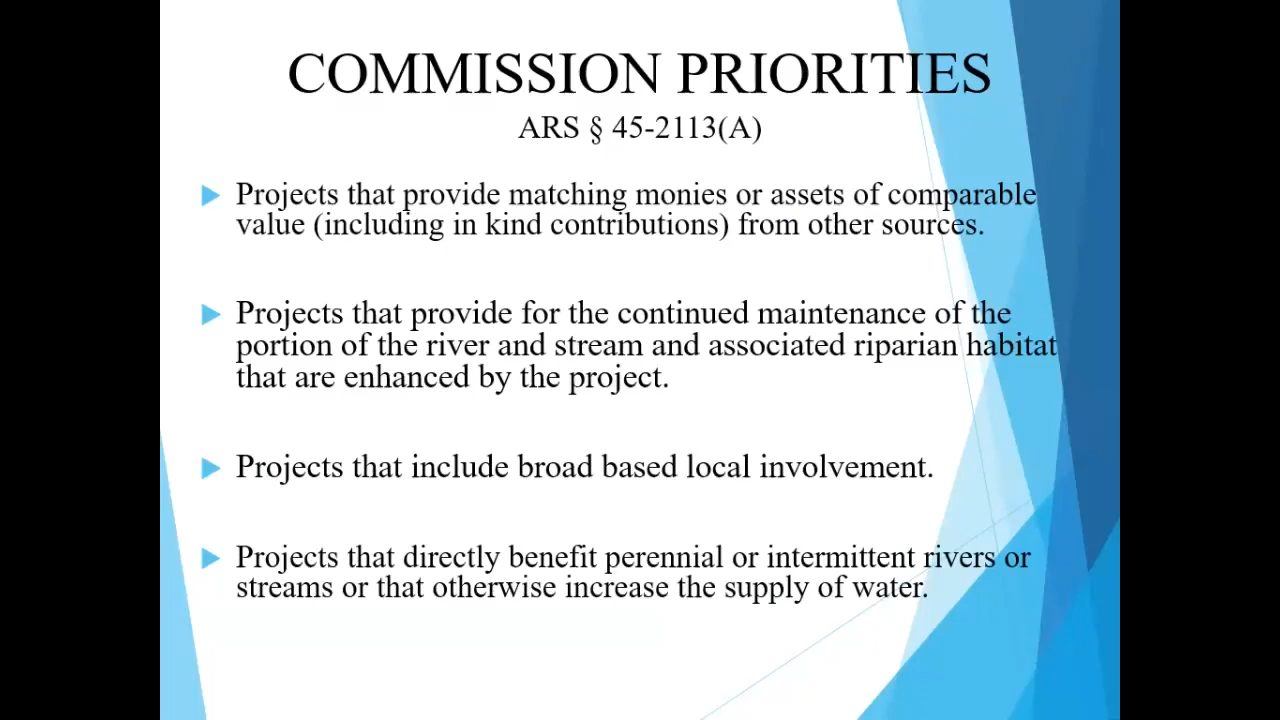 COMMISSION PRIORITIES
ARS § 45-2113(A)
Projects that provide matching monies or assets of comparable
value (including in kind contributions) from other sources.
Projects that provide for the continued maintenance of the
portion of the river and stream and associated riparian habitat
that are enhanced by the project.
Projects that include broad based local involvement.
Projects that directly benefit perennial or intermittent rivers or
streams or that otherwise increase the supply of water.